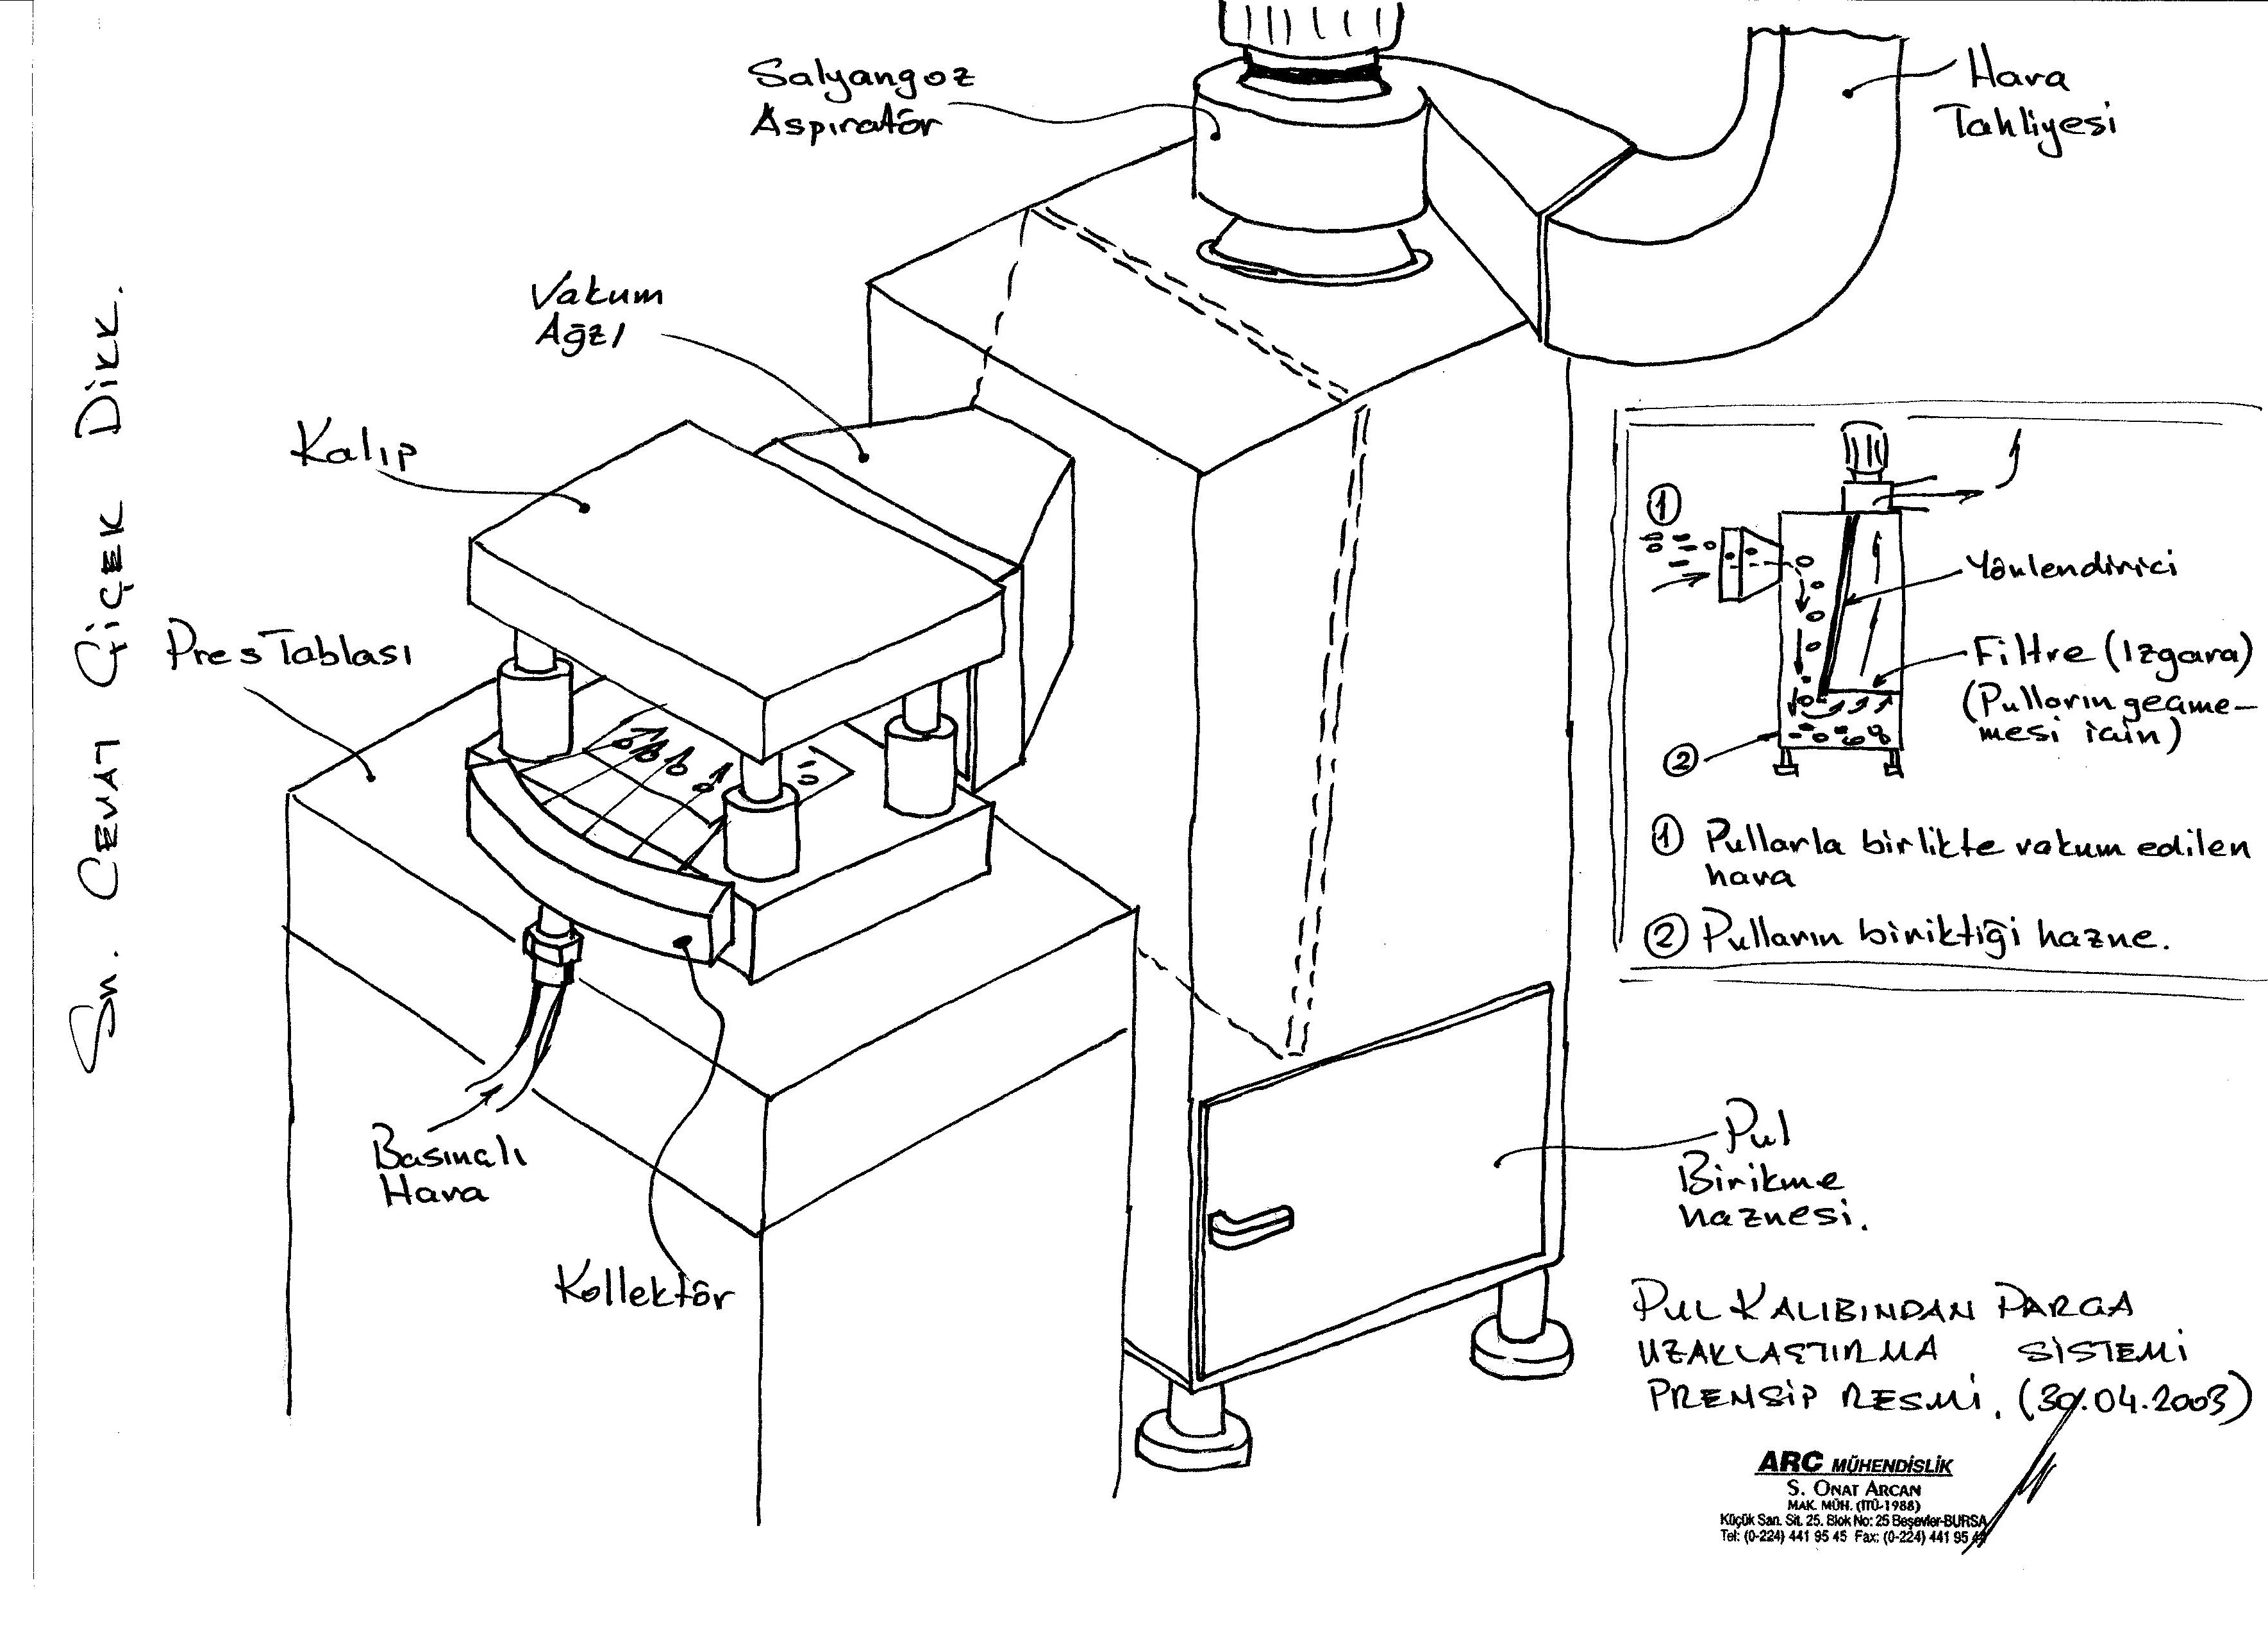 Salyangoz
Aspiratör
Hava
Tahliyesi
Vakum
Ağzı
Kalıp
Pres Tablası
Sn. CEVAT ÇİÇEK DİKK.
Basınçlı
Hava
Kollektör
1
Yönlendirici
Filtre (Izgara)
(Pulların geçme-
mesi için)
2
1 Pullarla birlikte vakum edilen
hava
2 Pulların biriktiği hazne.
Pul
Birikme
haznesi.
PUL KALIBINDAN PARÇA
UZAKLAŞTIRMA SİSTEMİ
PRENSİP RESMİ. (30.04.2003)
ARC MÜHENDİSLİK
S. ONAT ARCAN
MAK. MÜH. (İTÜ-1988)
Küçük San. Sit. 25. Blok No: 25 Beşevler-BURSA
Tel: (0-224) 441 95 45 Fax: (0-224) 441 95